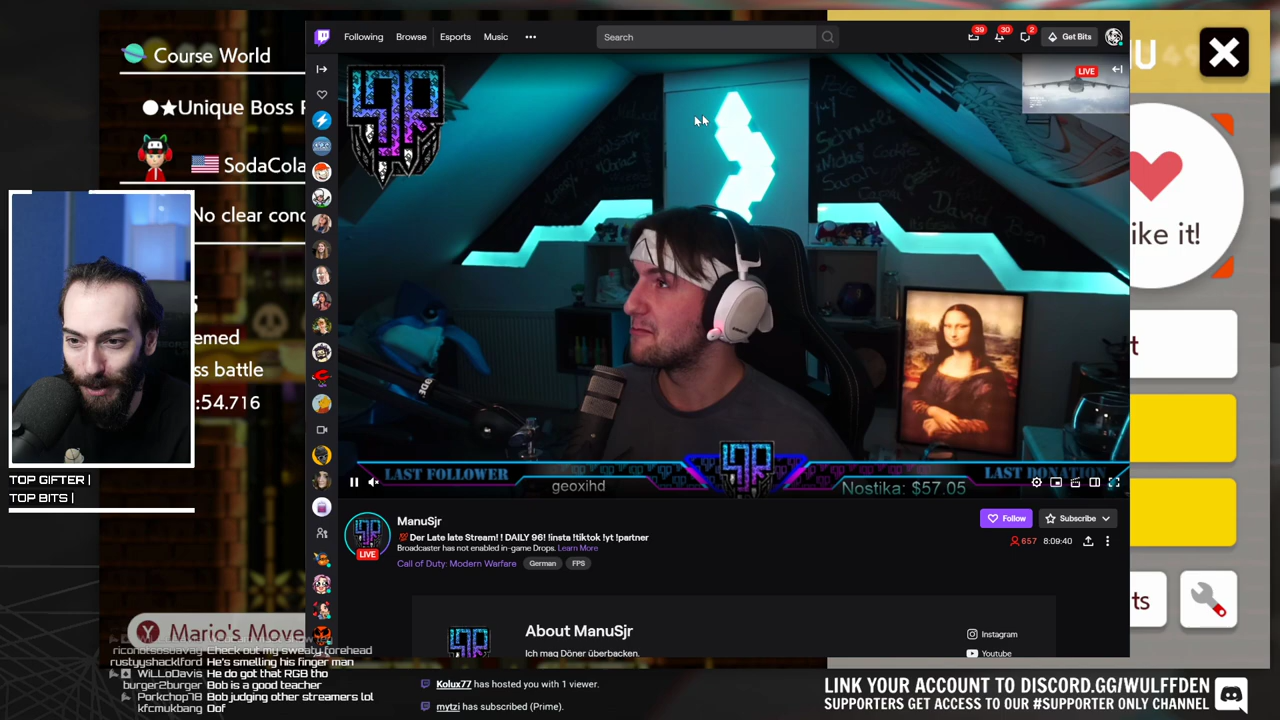 Course World
Unique Boss
SodaCola
No clear con
emed
ss battle
:54.716
Mario's Move
TOP GIFTER |
TOP BITS |
riconotsosuavay Check out my sweaty forehead
rustyyshacklford He's smelling his finger man
WiLLoDavis He do got that RGB tho
burger2burger Bob is a good teacher
Porkchop78 Bob judging other streamers lol
kfcmukbang Oof
Following Browse Esports Music •••
Search
39 30 2 Get Bits
LIVE
LAST FOLLOWER
geoxihd
LAST DONATION
Nostika: $57.05
ManuSjr
💯Der Late late Stream! ! DAILY 96! !insta !tiktok !yt !partner
Broadcaster has not enabled in-game Drops. Learn More
Call of Duty: Modern Warfare German FPS
LIVE
Follow Subscribe
657 8:09:40
About ManuSjr
Ich mag Döner überbacken.
Instagram
Youtube
Kolux77 has hosted you with 1 viewer.
mytzi has subscribed (Prime).
U
ike it!
t
ts
LINK YOUR ACCOUNT TO DISCORD.GG/WULFFDEN
SUPPORTERS GET ACCESS TO OUR #SUPPORTER ONLY CHANNEL